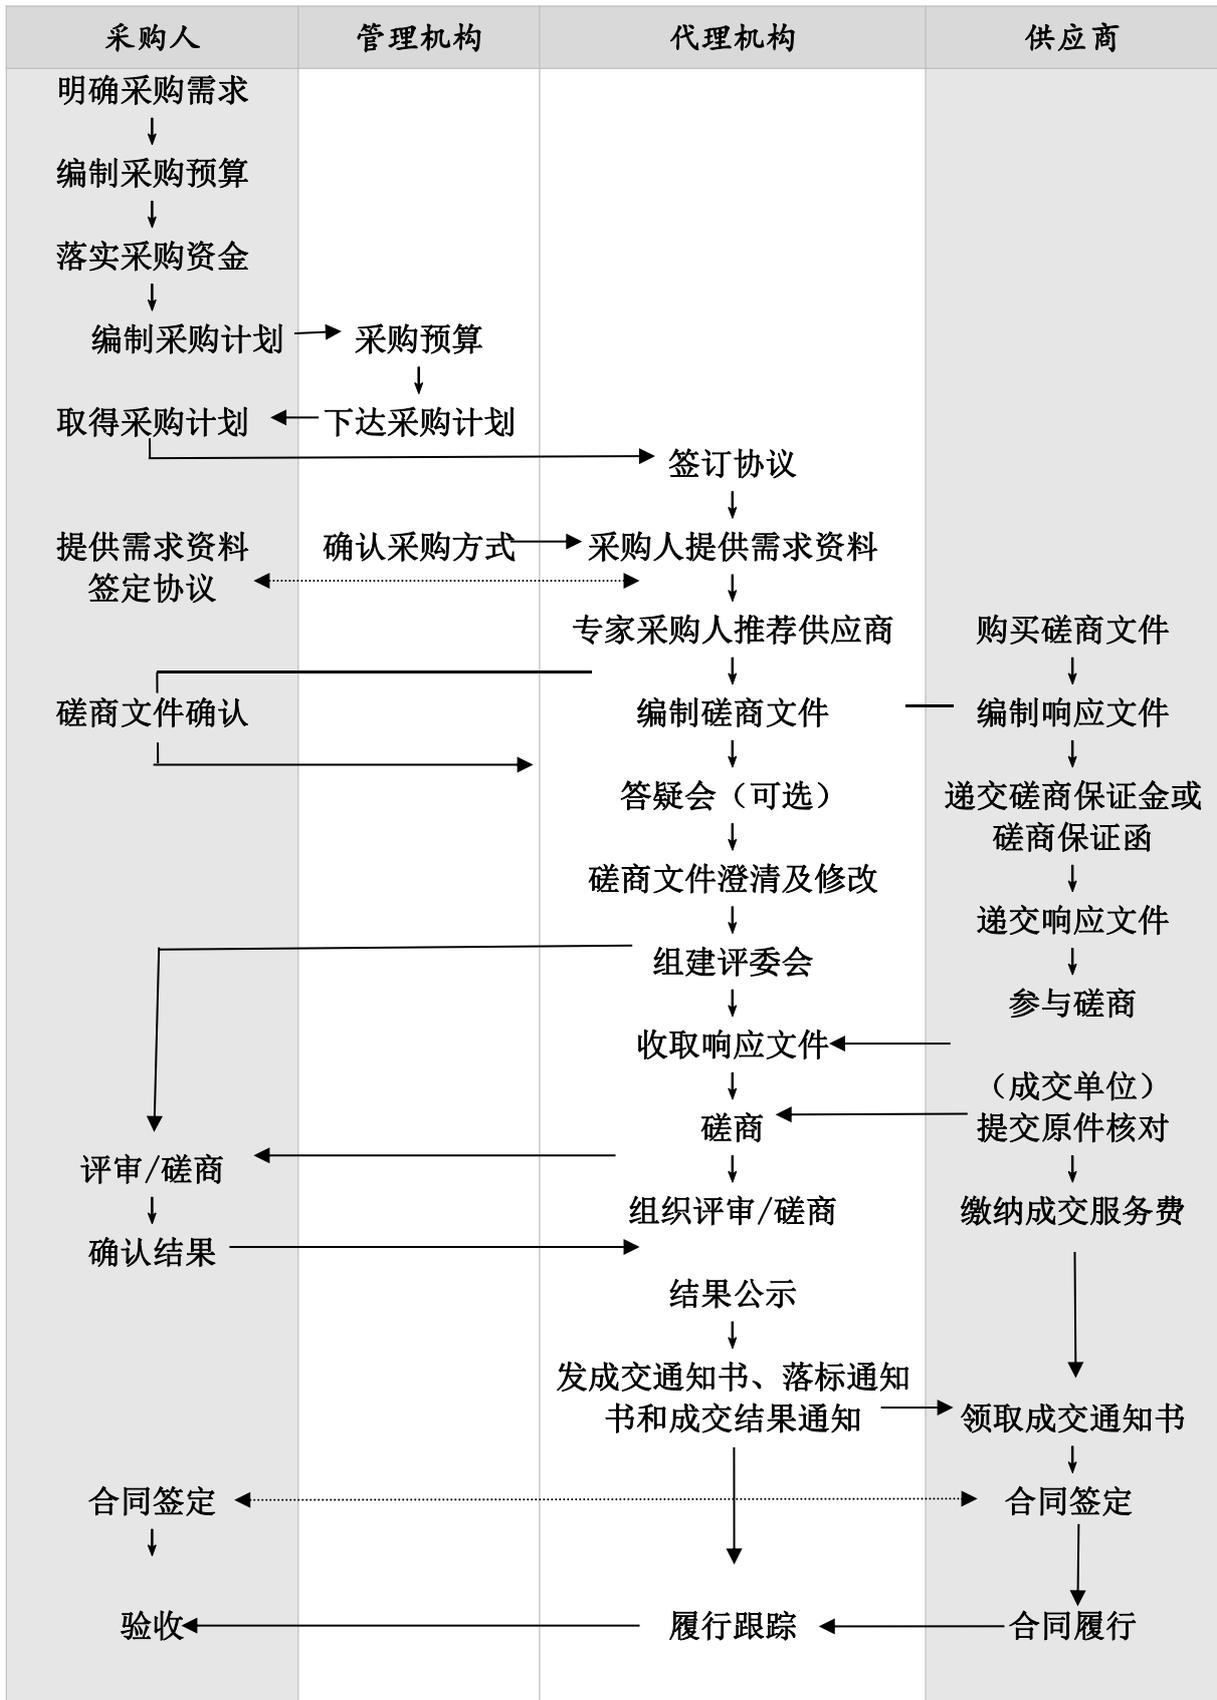 采购人
管理机构
代理机构
供应商
明确采购需求
编制采购预算
落实采购资金
编制采购计划
采购预算
取得采购计划
下达采购计划
签订协议
提供需求资料
确认采购方式
采购人提供需求资料
签定协议
专家采购人推荐供应商
购买磋商文件
磋商文件确认
编制磋商文件
编制响应文件
答疑会（可选）
递交磋商保证金或
磋商保证函
磋商文件澄清及修改
递交响应文件
组建评委会
参与磋商
收取响应文件
（成交单位）
磋商
提交原件核对
评审/磋商
组织评审/磋商
缴纳成交服务费
确认结果
结果公示
发成交通知书、落标通知
书和成交结果通知
领取成交通知书
合同签定
合同签定
验收
履行跟踪
合同履行